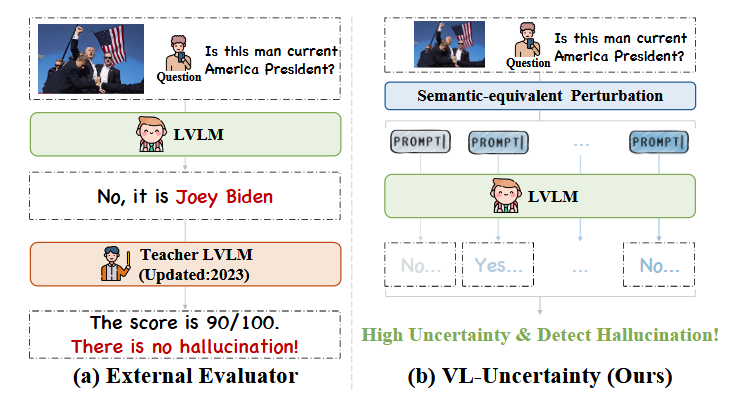 Is this man current
America President?
Question
LVLM
No, it is Joey Biden
Teacher LVLM
(Updated:2023)
The score is 90/100.
There is no hallucination!
(a) External Evaluator
Is this man current
America President?
Question
Semantic-equivalent Perturbation
PROMPT PROMPT ... PROMPT
LVLM
No... Yes... ... No...
High Uncertainty & Detect Hallucination!
(b) VL-Uncertainty (Ours)